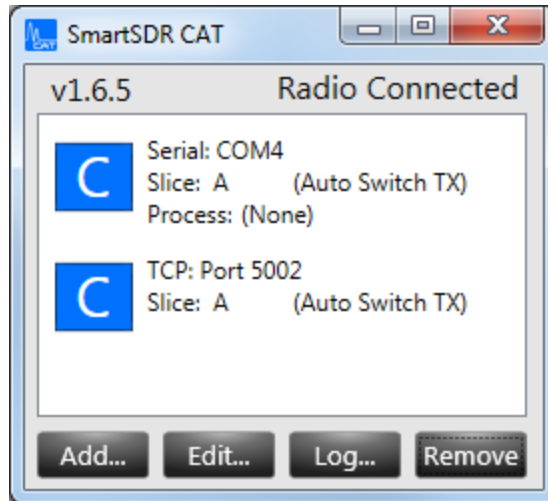 CAT
SmartSDR CAT
v1.6.5 Radio Connected
C
Serial: COM4
Slice: A (Auto Switch TX)
Process: (None)
C
TCP: Port 5002
Slice: A (Auto Switch TX)
Add... Edit... Log... Remove